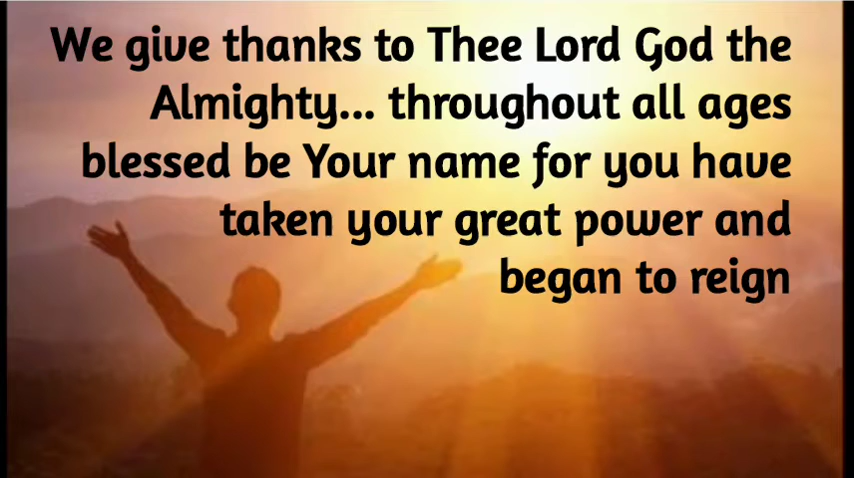 We give thanks to Thee Lord God the
Almighty... throughout all ages
blessed be Your name for you have
taken your great power and
began to reign